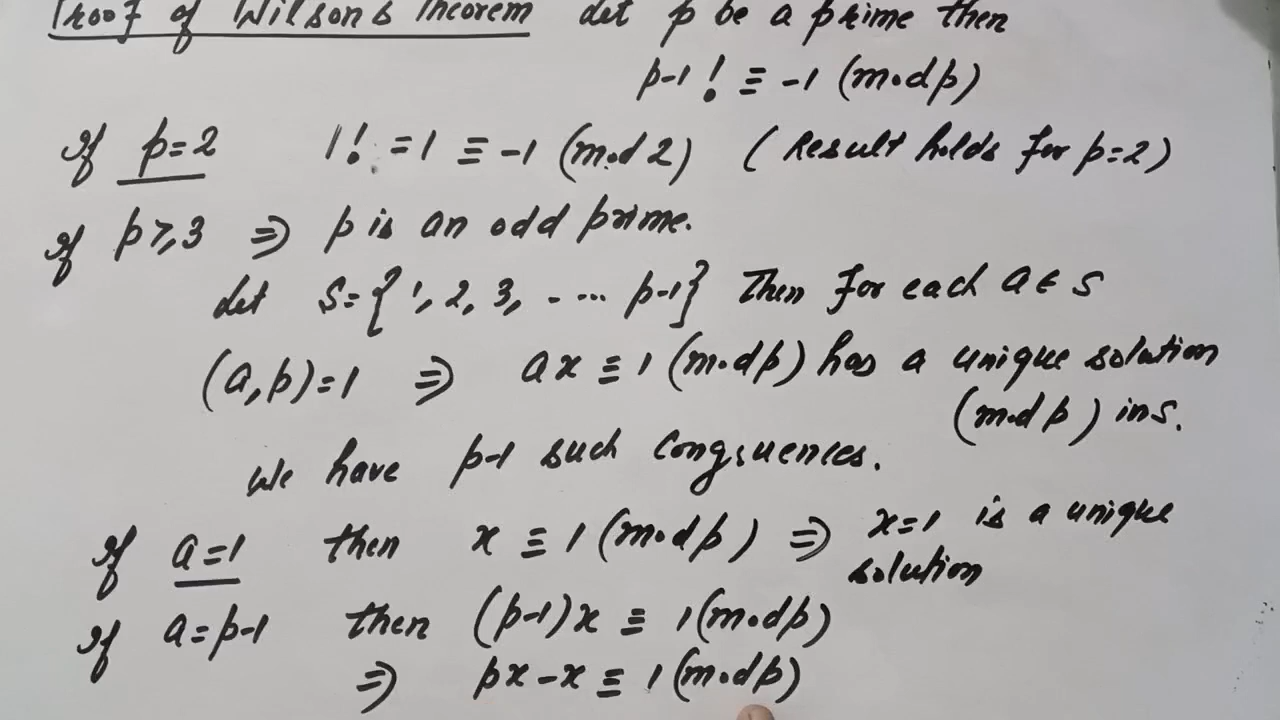 Proof of Wilson's Theorem Let p be a prime then
p-1 ! ≡ -1 (mod p)
If p=2 1! = 1 ≡ -1 (mod 2) (Result holds for p=2)
If p≥3 ⇒ p is an odd prime.
Let S={1, 2, 3, - ... p-1} Then for each a ∈ S
(a,p)=1 ⇒ ax ≡ 1 (mod p) has a unique solution
(mod p) in S.
We have p-1 such congruences.
If a=1 then x ≡ 1 (mod p) ⇒ x=1 is a unique
solution
If a=p-1 then (p-1)x ≡ 1(mod p)
⇒ px-x ≡ 1 (mod p)